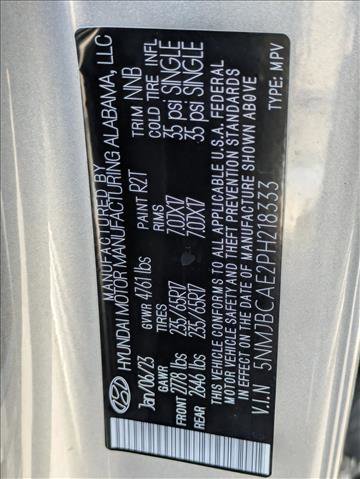 MANUFACTURED BY
HYUNDAI MOTOR MANUFACTURING ALABAMA, LLC
Jan/06/23 GVWR 4761 lbs PAINT R2T TRIM NNB
GAWR TIRES RIMS COLD TIRE INFL
FRONT 2778 lbs 235/65R17 7.0JX17 35 psi SINGLE
REAR 2646 lbs 235/65R17 7.0JX17 35 psi SINGLE
THIS VEHICLE CONFORMS TO ALL APPLICABLE U.S.A. FEDERAL
MOTOR VEHICLE SAFETY AND THEFT PREVENTION STANDARDS
IN EFFECT ON THE DATE OF MANUFACTURE SHOWN ABOVE
V.I.N 5NMJBCAE2PH218333 TYPE: MPV